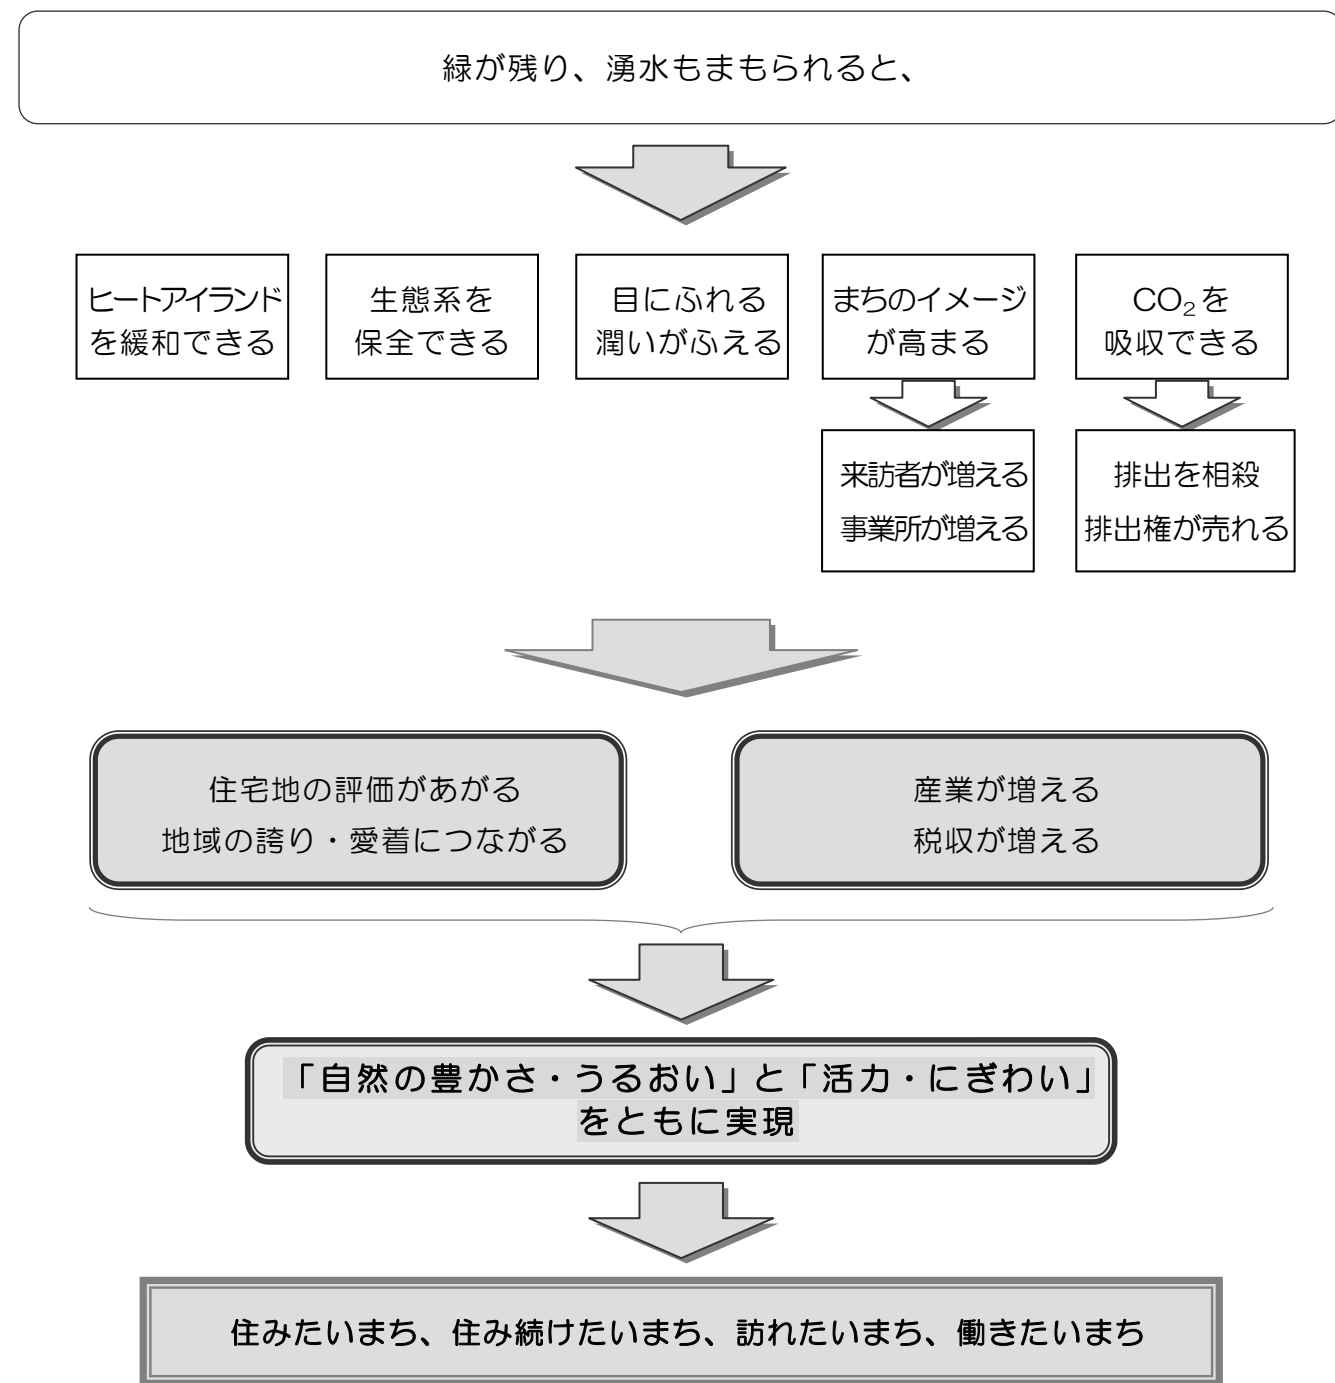 緑が残り、湧水もまもられると、
ヒートアイランド
を緩和できる
生態系を
保全できる
目にふれる
潤いがふえる
まちのイメージ
が高まる
CO₂を
吸収できる
来訪者が増える
事業所が増える
排出を相殺
排出権が売れる
住宅地の評価があがる
地域の誇り・愛着につながる
産業が増える
税収が増える
「自然の豊かさ・うるおい」と「活力・にぎわい」
をともに実現
住みたいまち、住み続けたいまち、訪れたいまち、働きたいまち